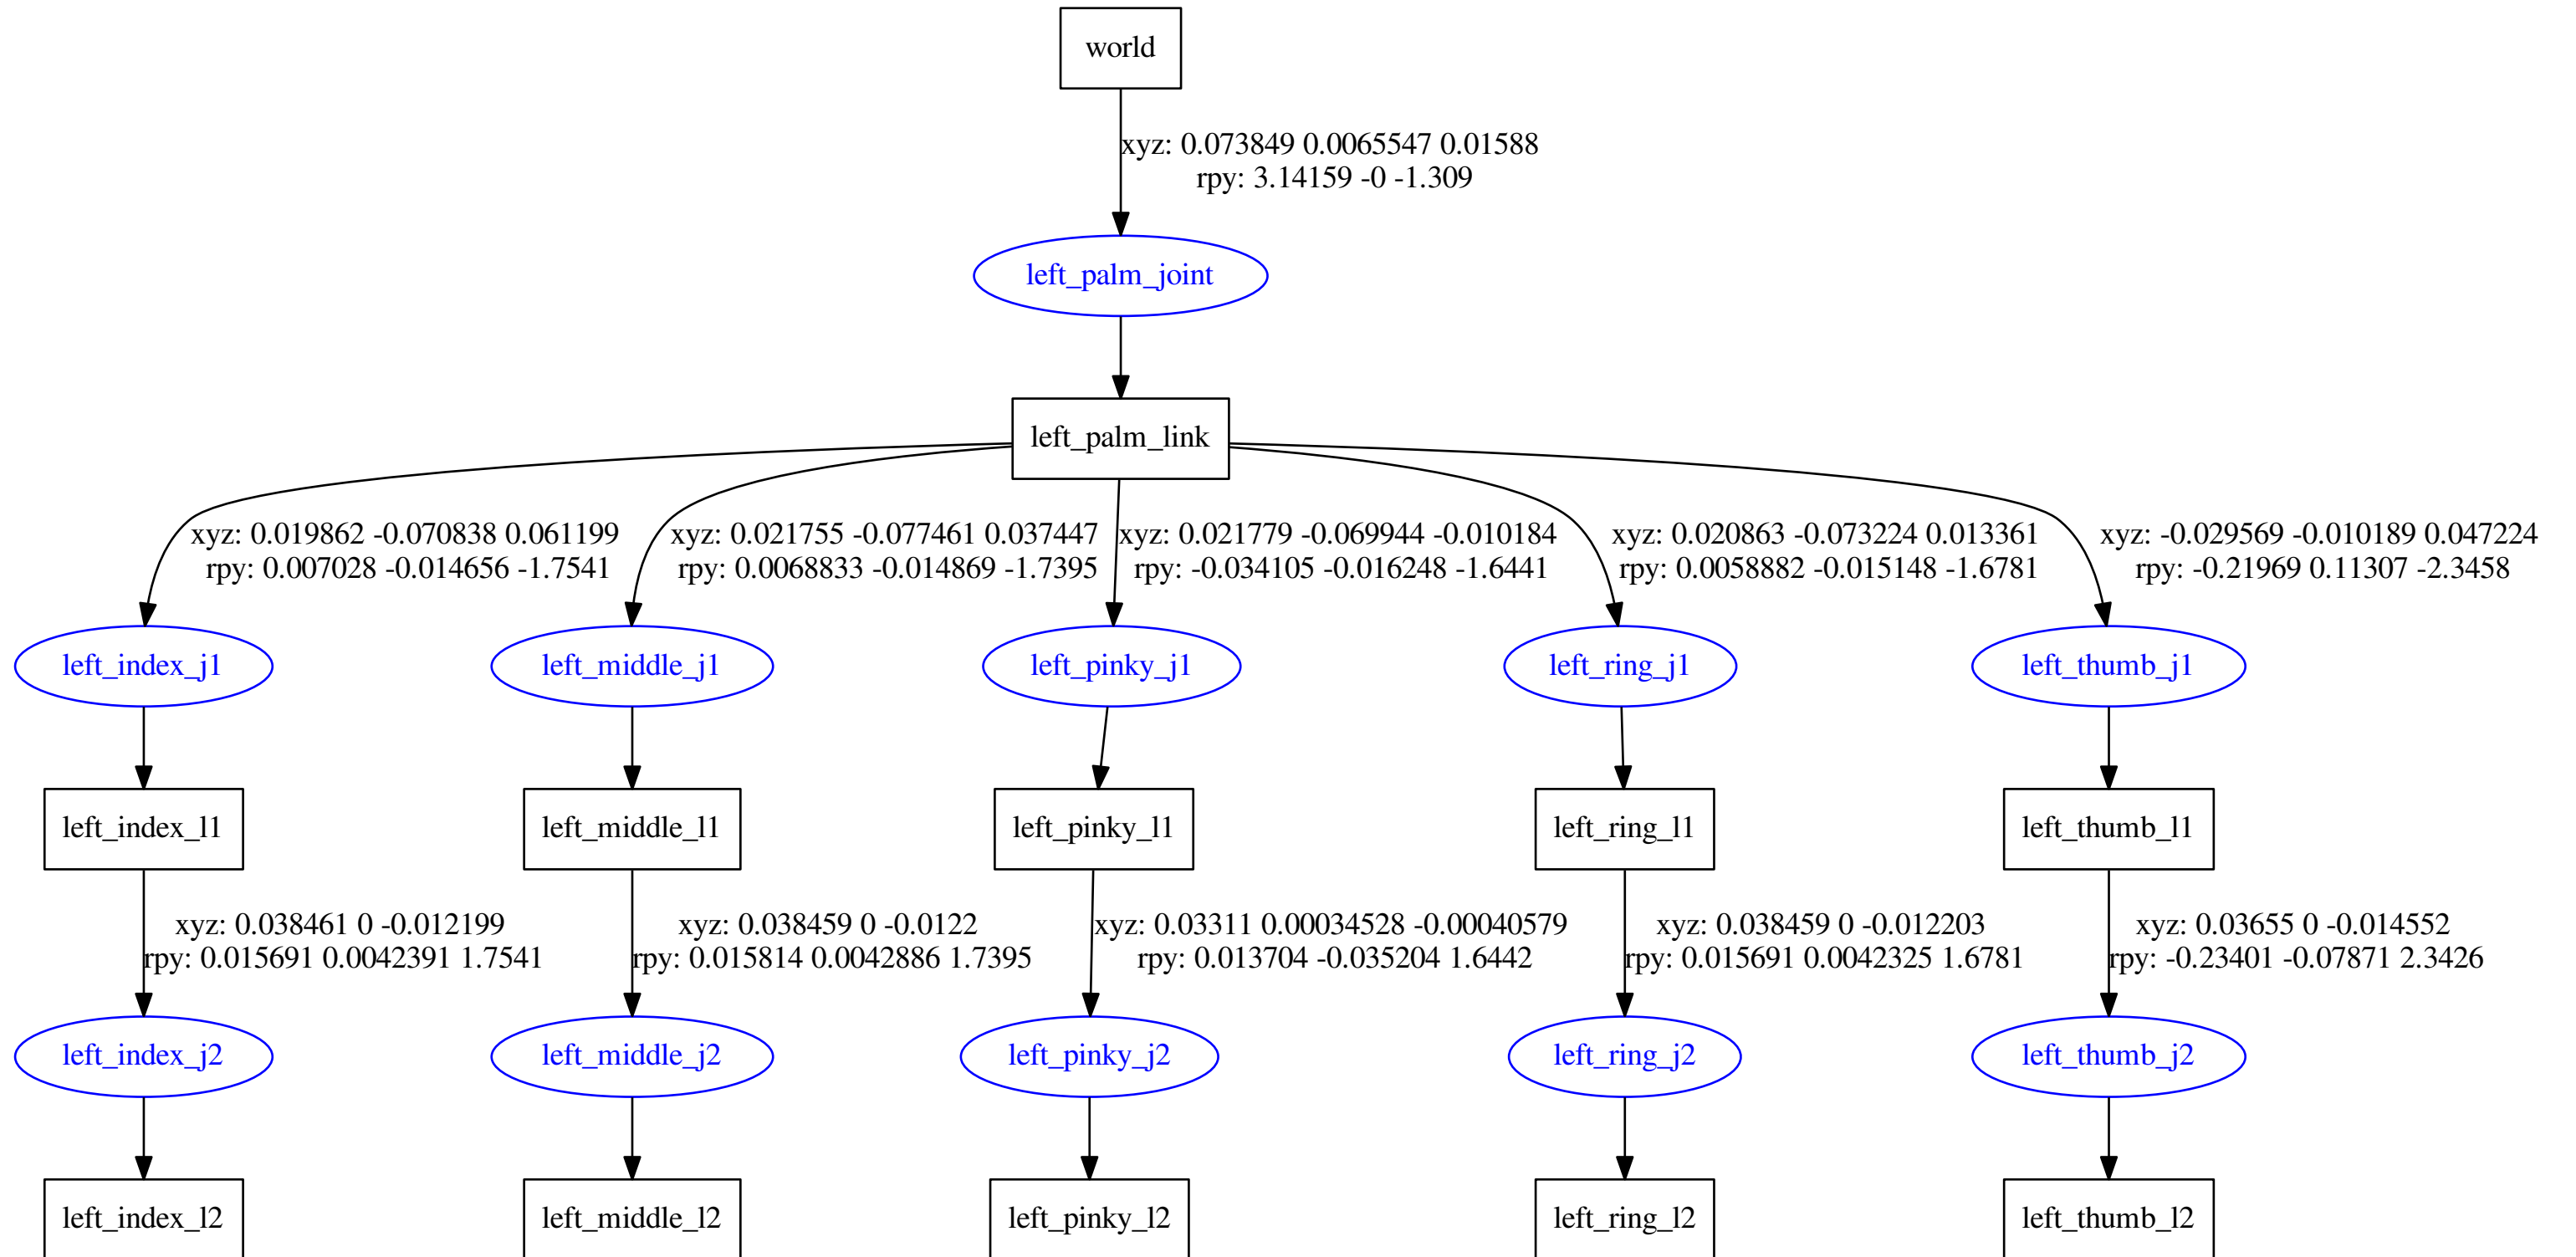 world
xyz: 0.073849 0.0065547 0.01588
rpy: 3.14159 -0 -1.309
left_palm_joint
left_palm_link
xyz: 0.019862 -0.070838 0.061199
rpy: 0.007028 -0.014656 -1.7541
xyz: 0.021755 -0.077461 0.037447
rpy: 0.0068833 -0.014869 -1.7395
xyz: 0.021779 -0.069944 -0.010184
rpy: -0.034105 -0.016248 -1.6441
xyz: 0.020863 -0.073224 0.013361
rpy: 0.0058882 -0.015148 -1.6781
xyz: -0.029569 -0.010189 0.047224
rpy: -0.21969 0.11307 -2.3458
left_index_j1
left_middle_j1
left_pinky_j1
left_ring_j1
left_thumb_j1
left_index_l1
left_middle_l1
left_pinky_l1
left_ring_l1
left_thumb_l1
xyz: 0.038461 0 -0.012199
rpy: 0.015691 0.0042391 1.7541
xyz: 0.038459 0 -0.0122
rpy: 0.015814 0.0042886 1.7395
xyz: 0.03311 0.00034528 -0.00040579
rpy: 0.013704 -0.035204 1.6442
xyz: 0.038459 0 -0.012203
rpy: 0.015691 0.0042325 1.6781
xyz: 0.03655 0 -0.014552
rpy: -0.23401 -0.07871 2.3426
left_index_j2
left_middle_j2
left_pinky_j2
left_ring_j2
left_thumb_j2
left_index_l2
left_middle_l2
left_pinky_l2
left_ring_l2
left_thumb_l2